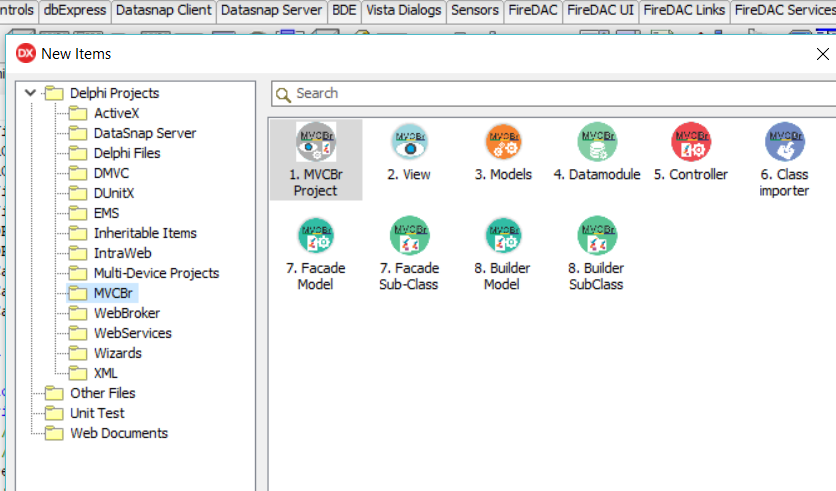 ntrols dbExpress Datasnap Client Datasnap Server BDE Vista Dialogs Sensors FireDAC FireDAC UI FireDAC Links FireDAC Services
DX New Items
Delphi Projects
ActiveX
DataSnap Server
Delphi Files
DMVC
DUnitX
EMS
Inheritable Items
IntraWeb
Multi-Device Projects
MVCBr
WebBroker
WebServices
Wizards
XML
Other Files
Unit Test
Web Documents
Search
MVCBr MVCBr MVCBr MVCBr MVCBr MVCBr
1. MVCBr Project
2. View
3. Models
4. Datamodule
5. Controller
6. Class importer
MVCBr MVCBr MVCBr MVCBr
7. Facade Model
7. Facade Sub-Class
8. Builder Model
8. Builder SubClass